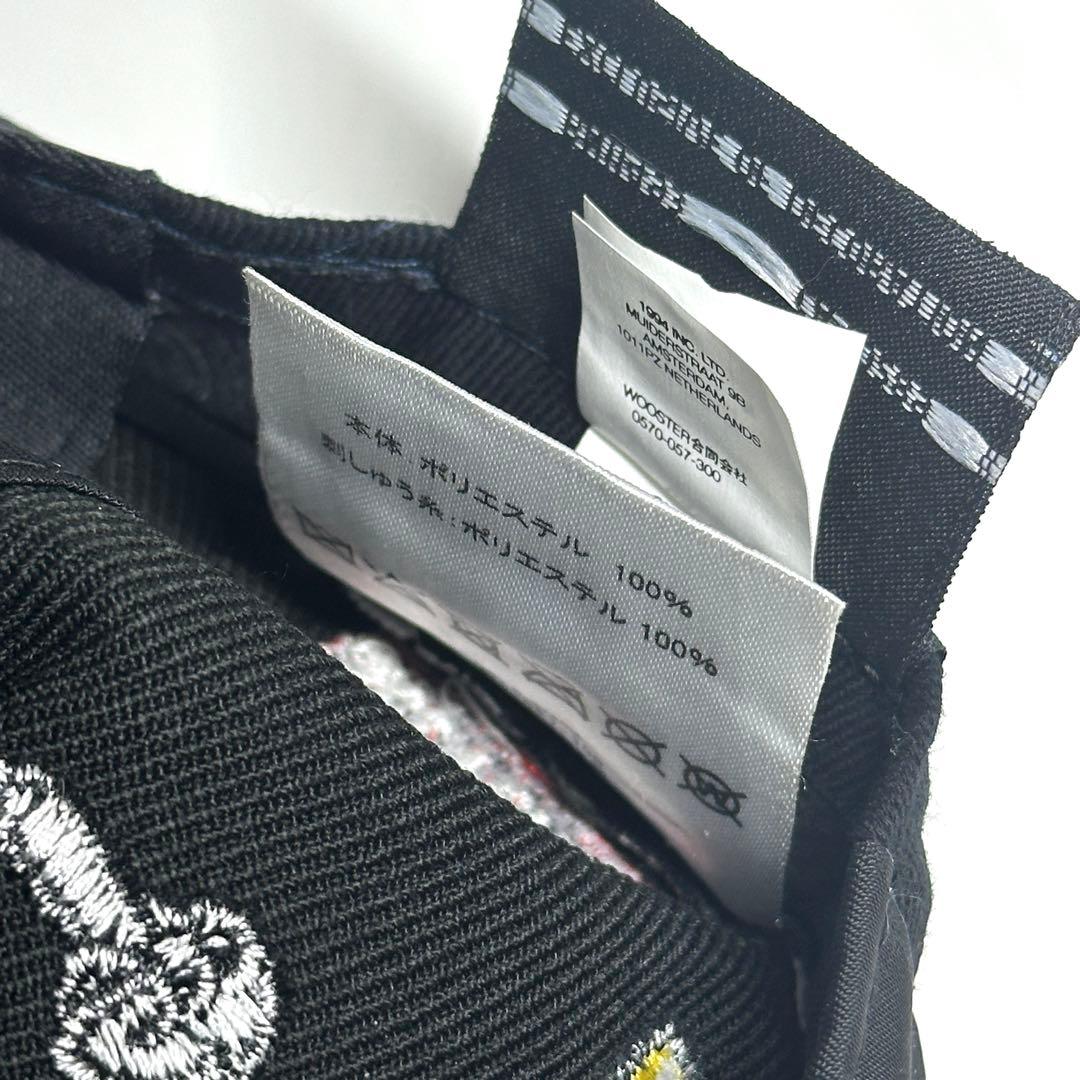 1994 INC. LTD.
MUIDERSTRAAT 9B
AMSTERDAM,
1011PZ NETHERLANDS
WOOSTER合同会社
0570-057-300
本体 ポリエステル 100%
刺しゅう糸：ポリエステル 100%
W